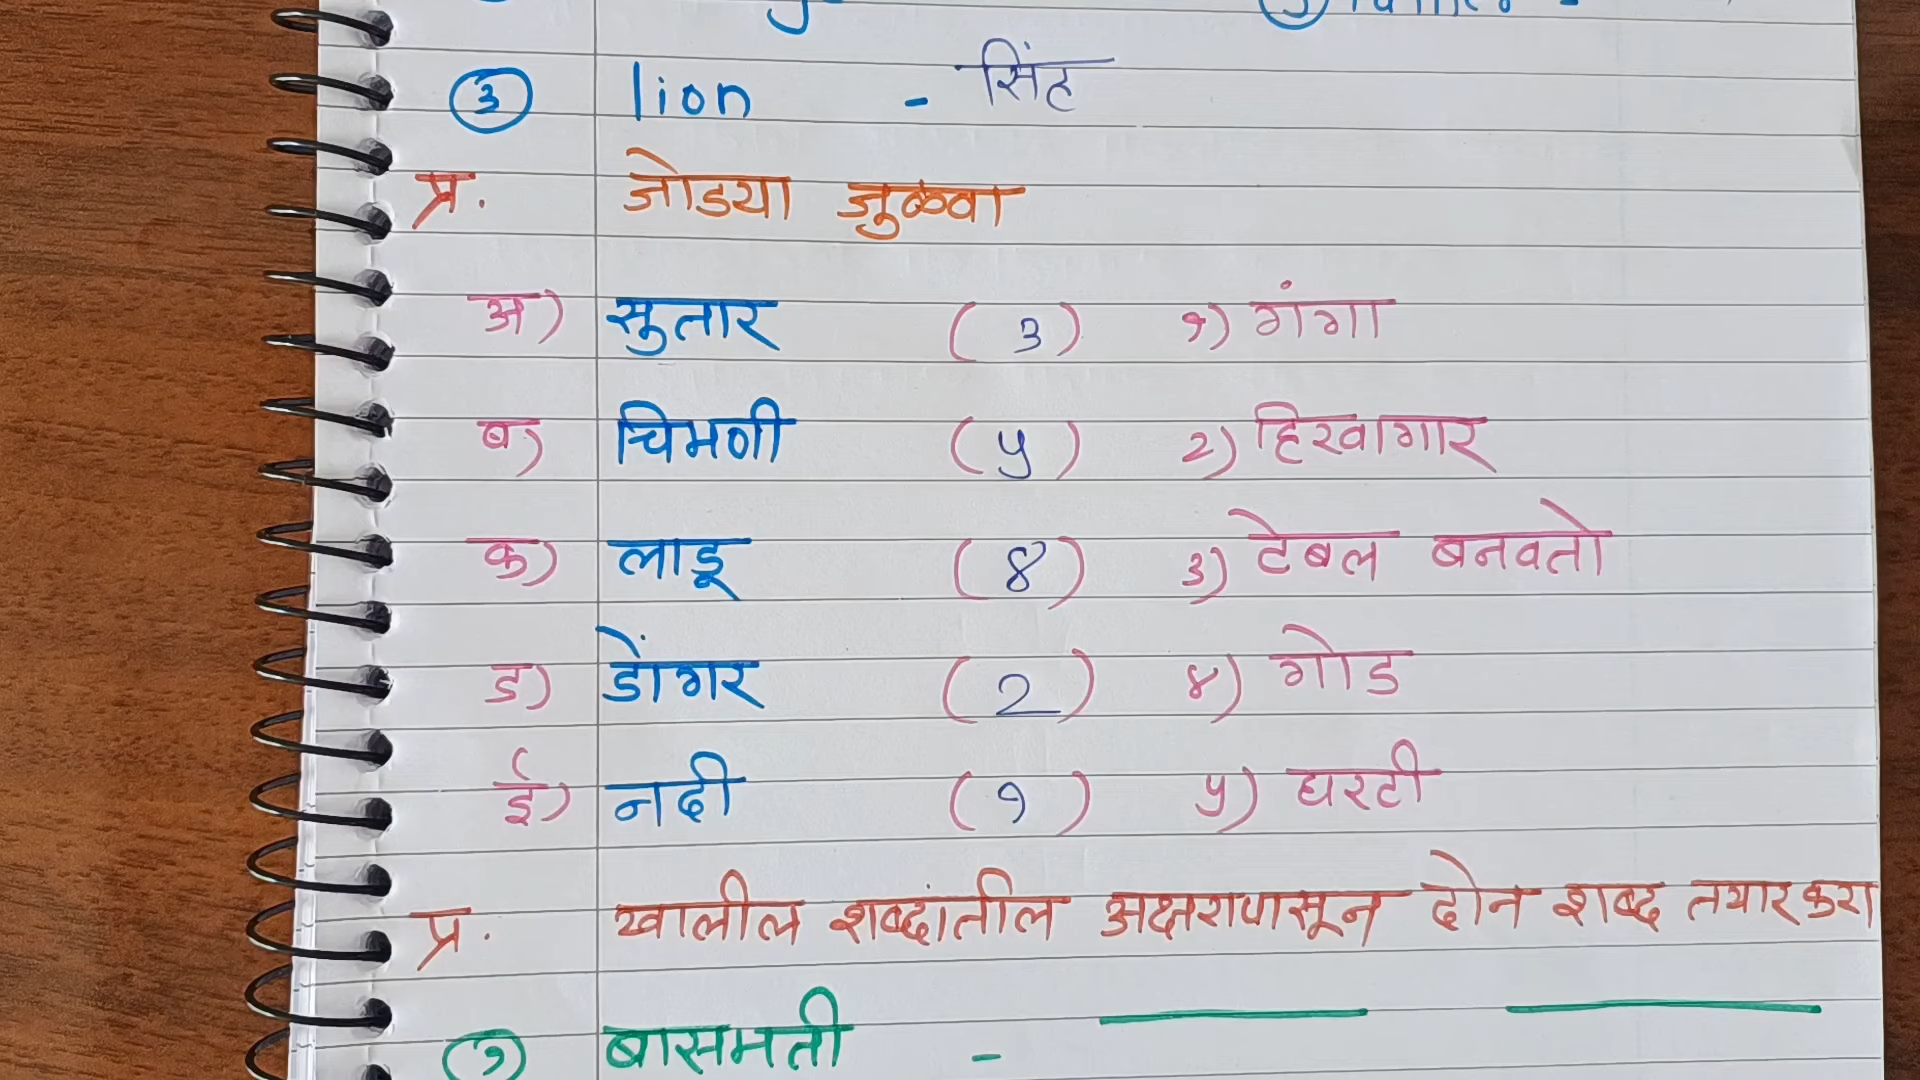 ③ lion - सिंह
प्र. जोडया जुळवा
अ) सुतार (३) १) गंगा
ब) चिमणी (५) २) हिरवागार
क) लाडू (४) ३) टेबल बनवतो
ड) डोंगर (२) ४) गोड
ई) नदी (१) ५) घरटी
प्र. खालील शब्दांतील अक्षरापासून दोन शब्द तयार करा
(१) बासमती -